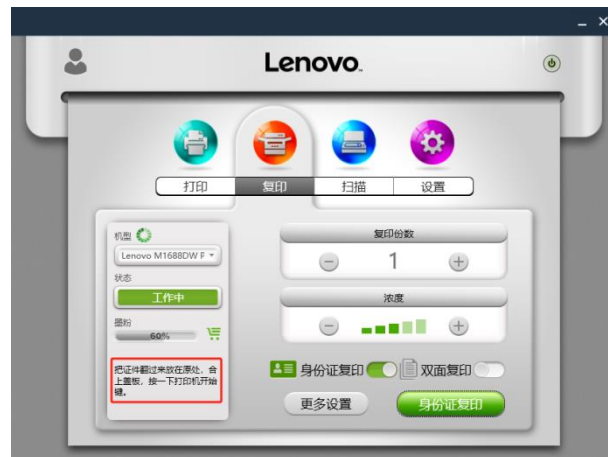 Lenovo
打印
复印
扫描
设置
机型
Lenovo M1688DW P
状态
工作中
墨粉
60%
把证件翻过来放在原处，合
上盖板，按一下打印机开始
键。
复印份数
1
浓度
身份证复印
双面复印
更多设置
身份证复印